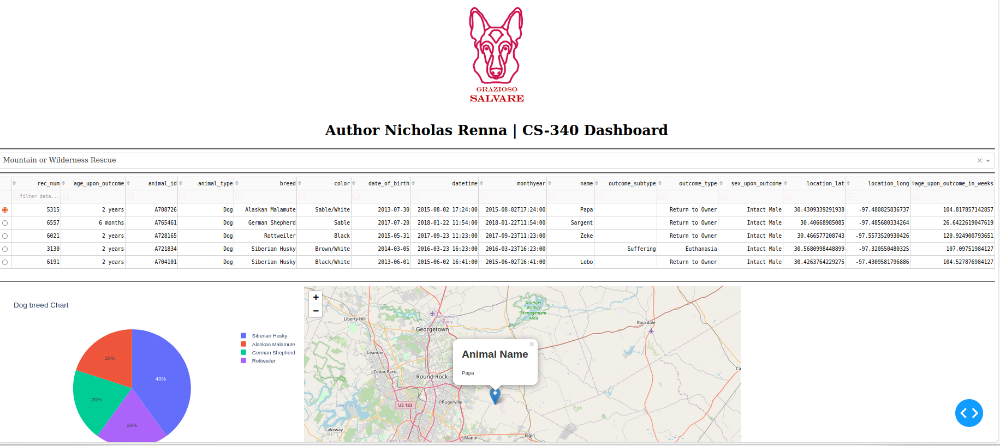 GRAZIOSO
SALVARE
Author Nicholas Renna | CS-340 Dashboard
Mountain or Wilderness Rescue ×
rec_num age_upon_outcome animal_id animal_type breed color date_of_birth datetime monthyear name outcome_subtype outcome_type sex_upon_outcome location_lat location_long age_upon_outcome_in_weeks
filter data...
5315 2 years A708726 Dog Alaskan Malamute Sable/White 2013-07-30 2015-08-02 17:24:00 2015-08-02T17:24:00 Papa Return to Owner Intact Male 30.4309339291938 -97.480825836737 104.817857142857
6557 6 months A765461 Dog German Shepherd Sable 2017-07-20 2018-01-22 11:54:00 2018-01-22T11:54:00 Sargent Return to Owner Intact Male 30.40668985085 -97.485680334264 26.6422619047619
6021 2 years A728165 Dog Rottweiler Black 2015-05-31 2017-09-23 11:23:00 2017-09-23T11:23:00 Zeke Return to Owner Intact Male 30.466577208743 -97.5573520930426 120.924900793651
3130 2 years A721834 Dog Siberian Husky Brown/White 2014-03-05 2016-03-23 16:23:00 2016-03-23T16:23:00 Suffering Euthanasia Intact Male 30.5680998448899 -97.320550480325 107.09751984127
6191 2 years A704101 Dog Siberian Husky Black/White 2013-06-01 2015-06-02 16:41:00 2015-06-02T16:41:00 Lobo Return to Owner Intact Male 30.4263764229275 -97.4309581796886 104.527876984127
Dog breed Chart
40%
20%
20%
20%
Siberian Husky
Alaskan Malamute
German Shepherd
Rottweiler
+
−
Granger
Wildlife
Management
Area
Liberty Hill
Williamson
County
Georgetown
Rockdale
Leander
Cedar Park
Round Rock
×
Animal Name
Papa
Ca
Lake Travis
US 183
Pflugerville
Lakeway
Travis County
Manor
Elgin